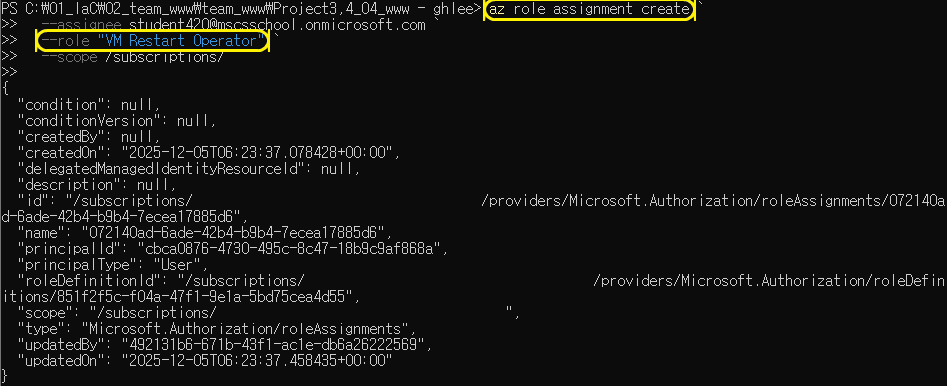 PS C:₩01_IaC₩02_team_www₩team_www₩Project3,4_04_www - ghlee> az role assignment create `
>>   --assignee student420@mscsschool.onmicrosoft.com `
>>   --role "VM Restart Operator" `
>>   --scope /subscriptions/
>>
{
  "condition": null,
  "conditionVersion": null,
  "createdBy": null,
  "createdOn": "2025-12-05T06:23:37.078428+00:00",
  "delegatedManagedIdentityResourceId": null,
  "description": null,
  "id": "/subscriptions/                                    /providers/Microsoft.Authorization/roleAssignments/072140a
d-6ade-42b4-b9b4-7ecea17885d6",
  "name": "072140ad-6ade-42b4-b9b4-7ecea17885d6",
  "principalId": "cbca0876-4730-495c-8c47-18b9c9af868a",
  "principalType": "User",
  "roleDefinitionId": "/subscriptions/                                    /providers/Microsoft.Authorization/roleDefin
itions/851f2f5c-f04a-47f1-9e1a-5bd75cea4d55",
  "scope": "/subscriptions/                                    ",
  "type": "Microsoft.Authorization/roleAssignments",
  "updatedBy": "492131b6-671b-43f1-ac1e-db6a26222569",
  "updatedOn": "2025-12-05T06:23:37.458435+00:00"
}